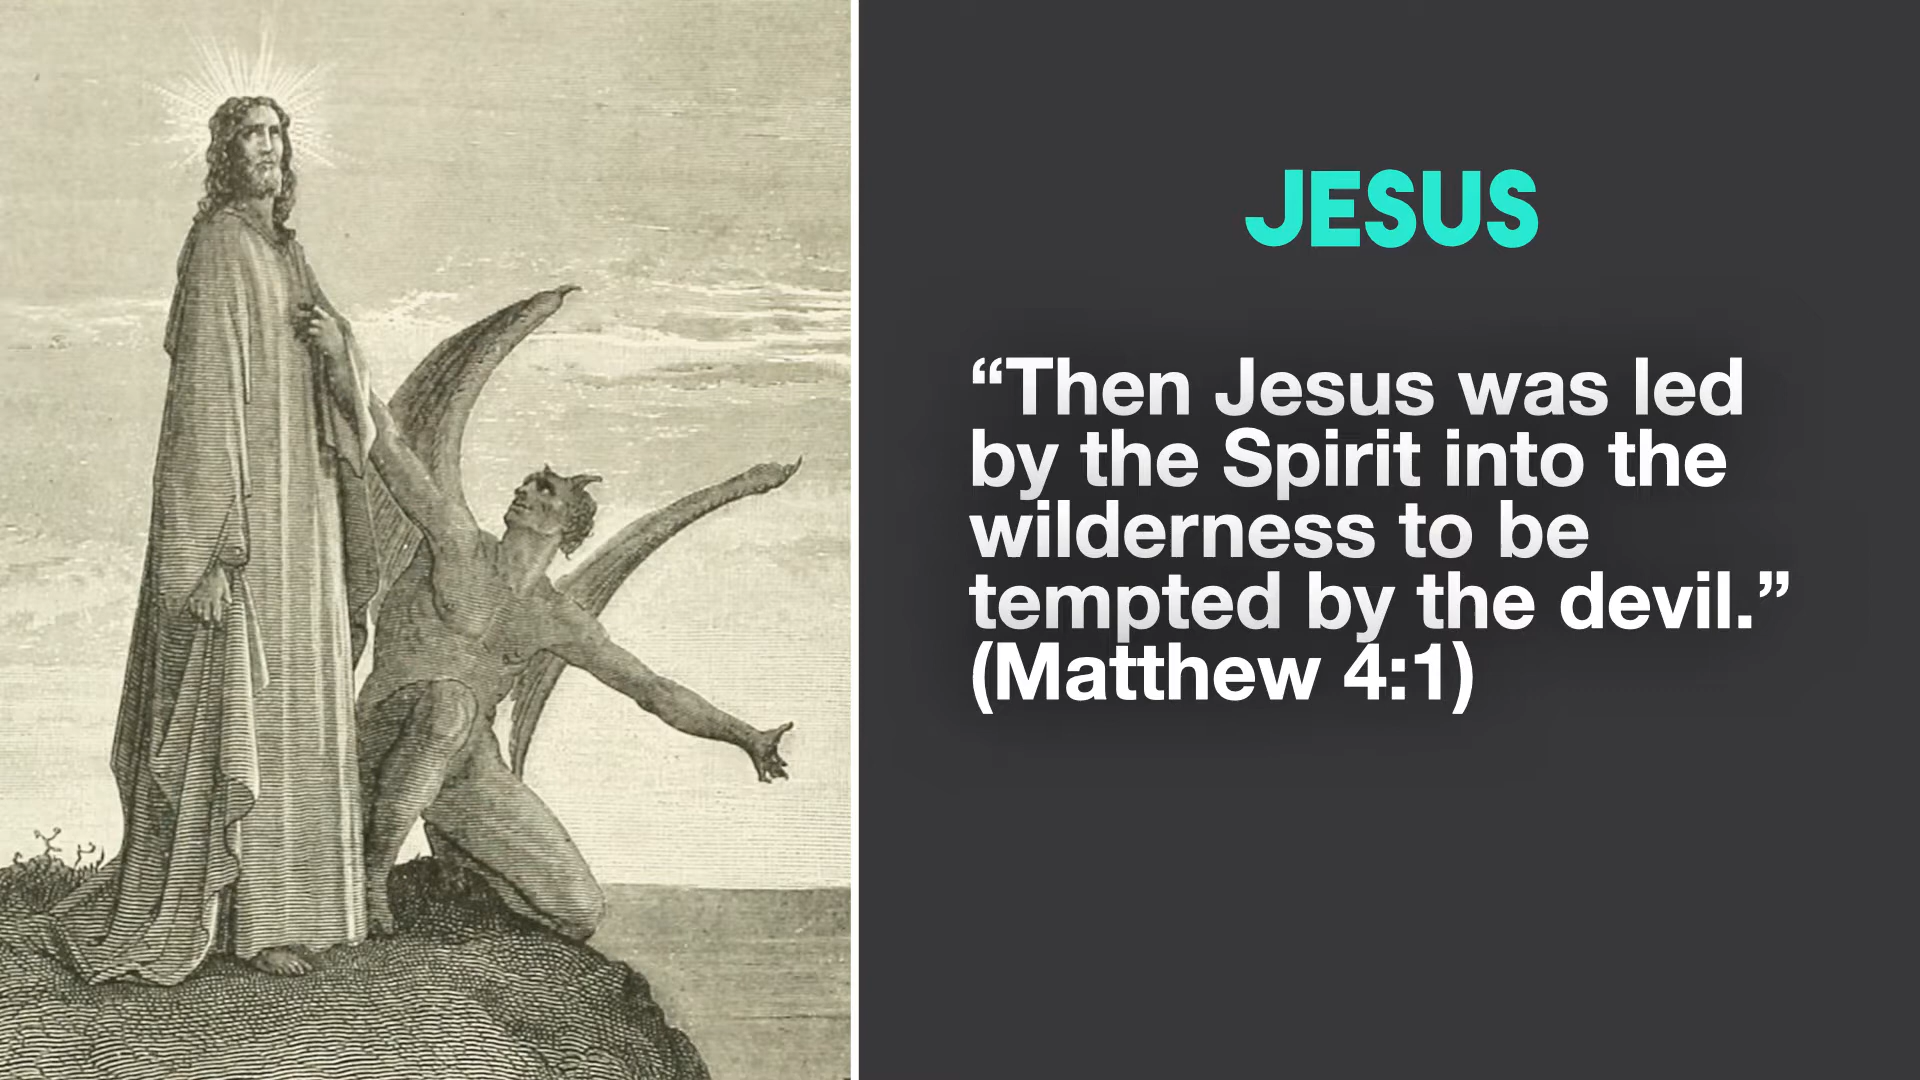 JESUS
“Then Jesus was led
by the Spirit into the
wilderness to be
tempted by the devil.”
(Matthew 4:1)